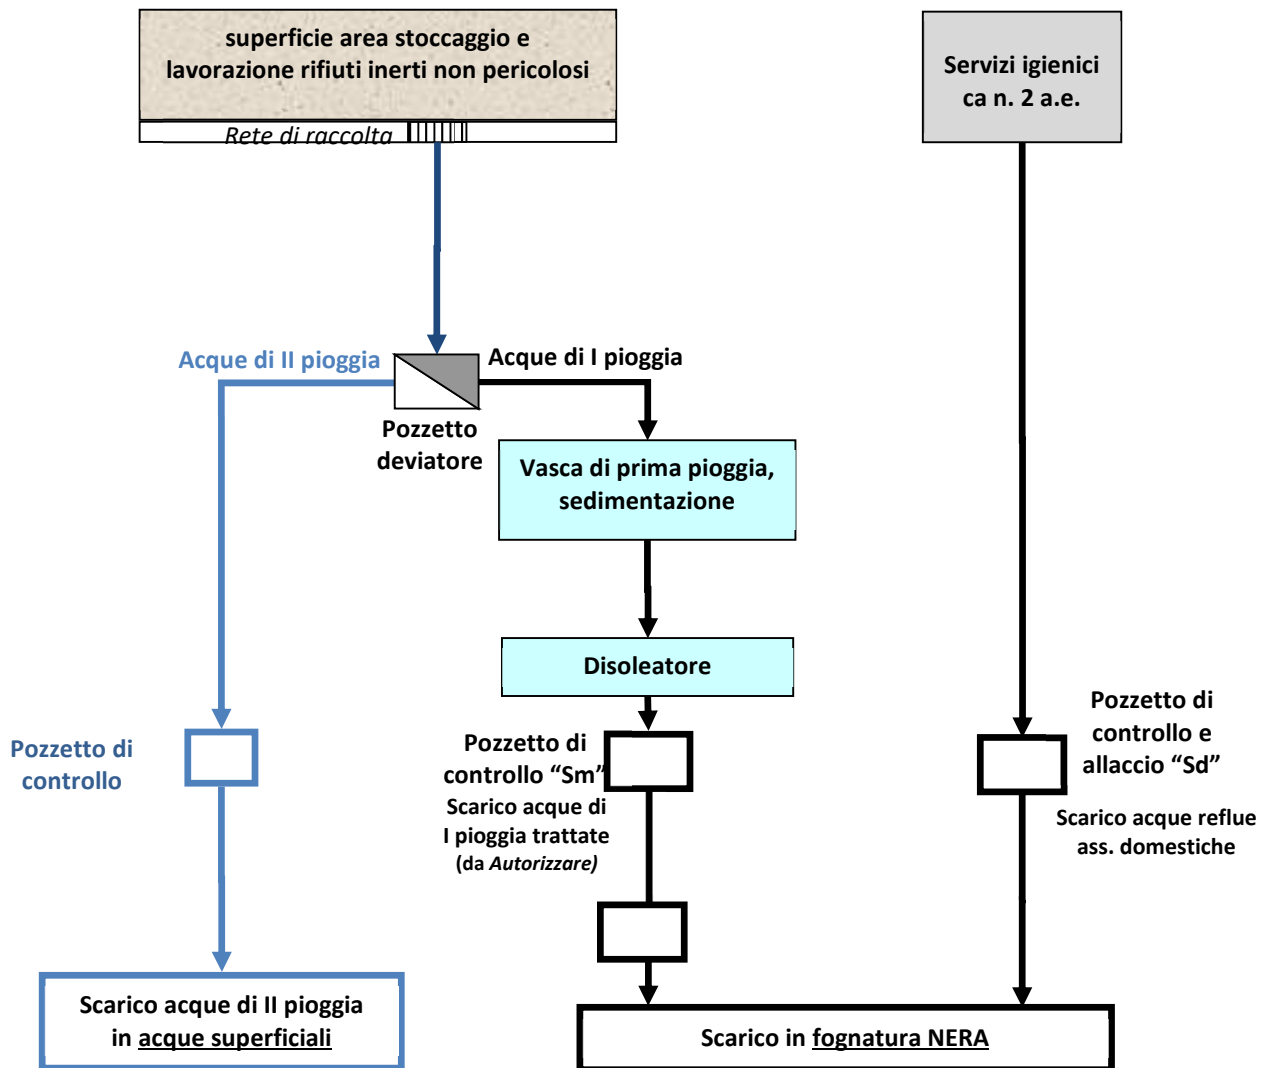 superficie area stoccaggio e
lavorazione rifiuti inerti non pericolosi
Rete di raccolta
Servizi igienici
ca n. 2 a.e.
Acque di II pioggia
Acque di I pioggia
Pozzetto
deviatore
Vasca di prima pioggia,
sedimentazione
Disoleatore
Pozzetto di
controllo
Pozzetto di
controllo “Sm”
Scarico acque di
I pioggia trattate
(da Autorizzare)
Pozzetto di
controllo e
allaccio “Sd”
Scarico acque reflue
ass. domestiche
Scarico acque di II pioggia
in acque superficiali
Scarico in fognatura NERA